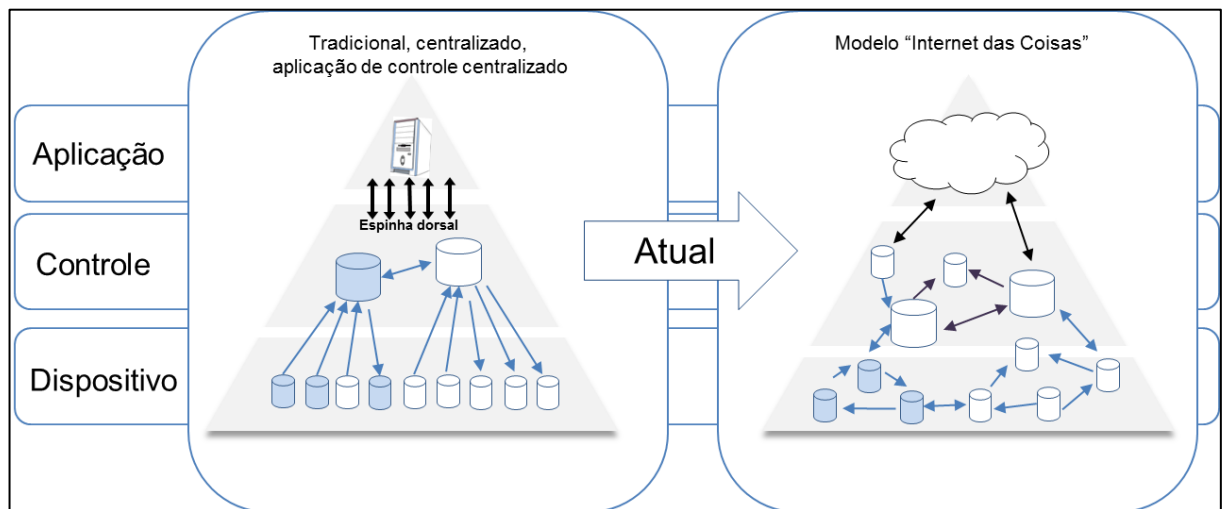 Tradicional, centralizado,
aplicação de controle centralizado
Modelo “Internet das Coisas”
Aplicação
Espinha dorsal
Controle
Atual
Dispositivo